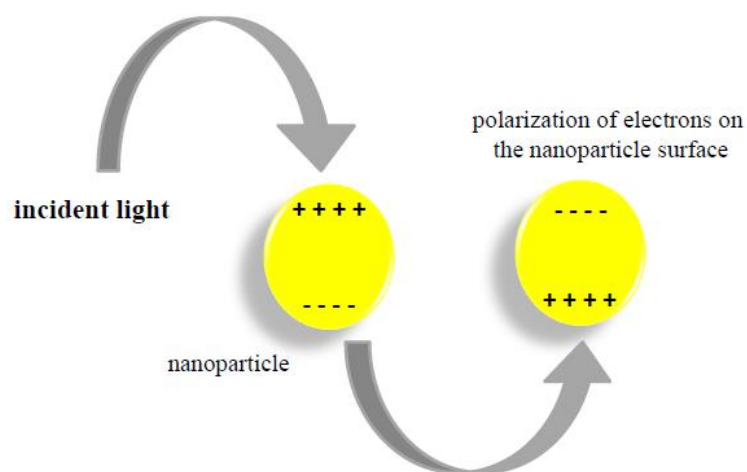 polarization of electrons on
the nanoparticle surface
incident light
+ + + +
- - - -
- - - -
+ + + +
nanoparticle